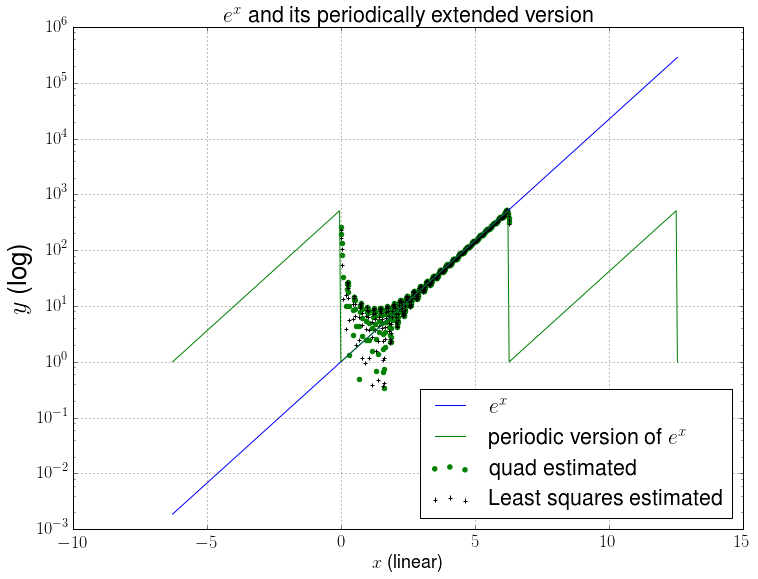 e^x and its periodically extended version
10^6
10^5
10^4
10^3
10^2
10^1
10^0
10^−1
10^−2
10^−3
y (log)
−10 −5 0 5 10 15
x (linear)
e^x
periodic version of e^x
quad estimated
Least squares estimated